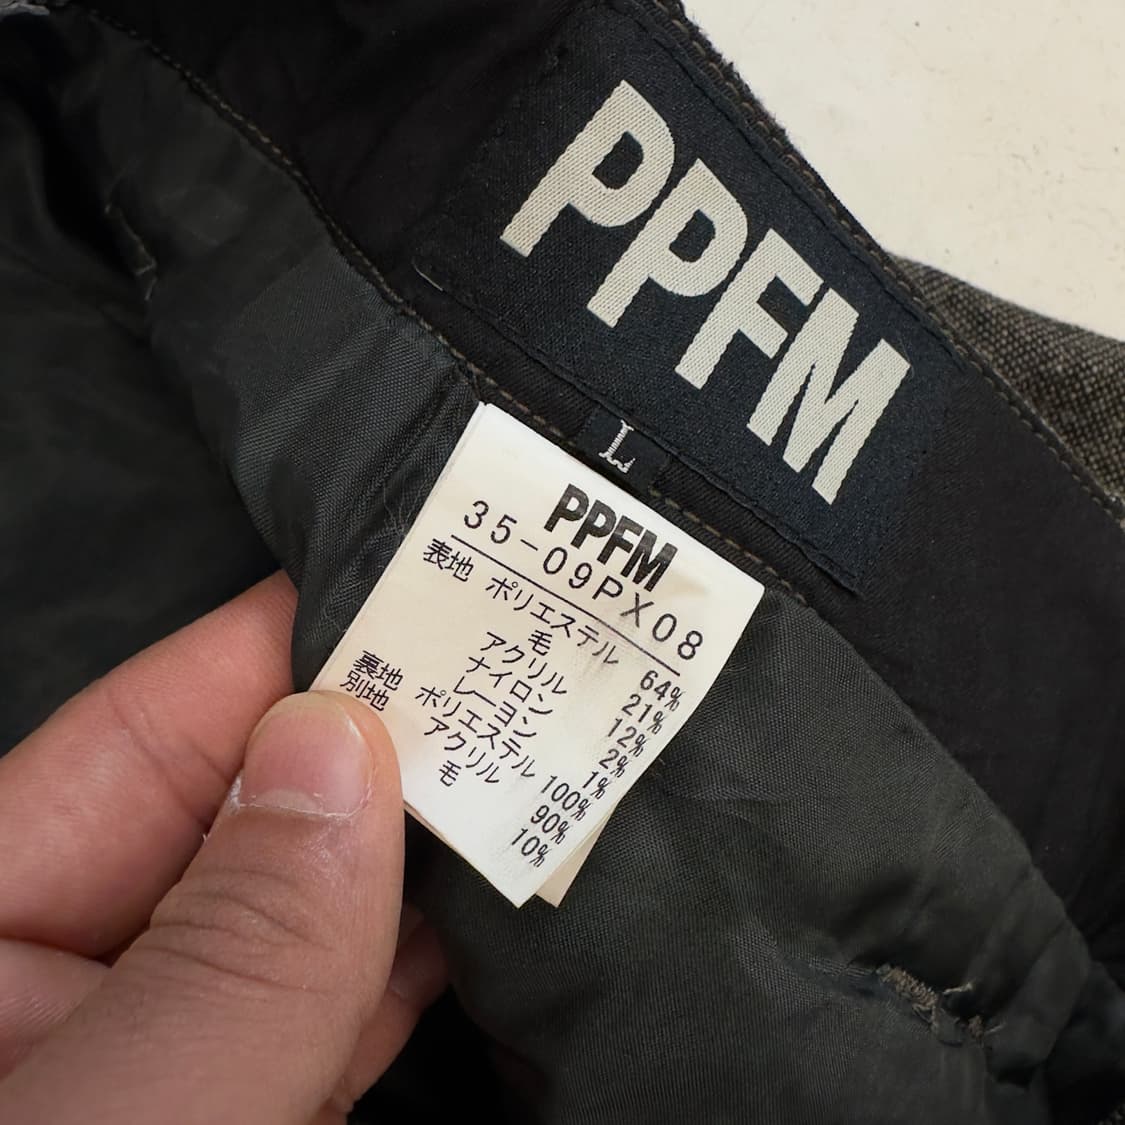 PPFM
L
PPFM
35-09PX08
表地 ポリエステル 64%
毛 21%
アクリル 12%
ナイロン 2%
レーヨン 1%
裏地 ポリエステル 100%
別地 アクリル 90%
毛 10%